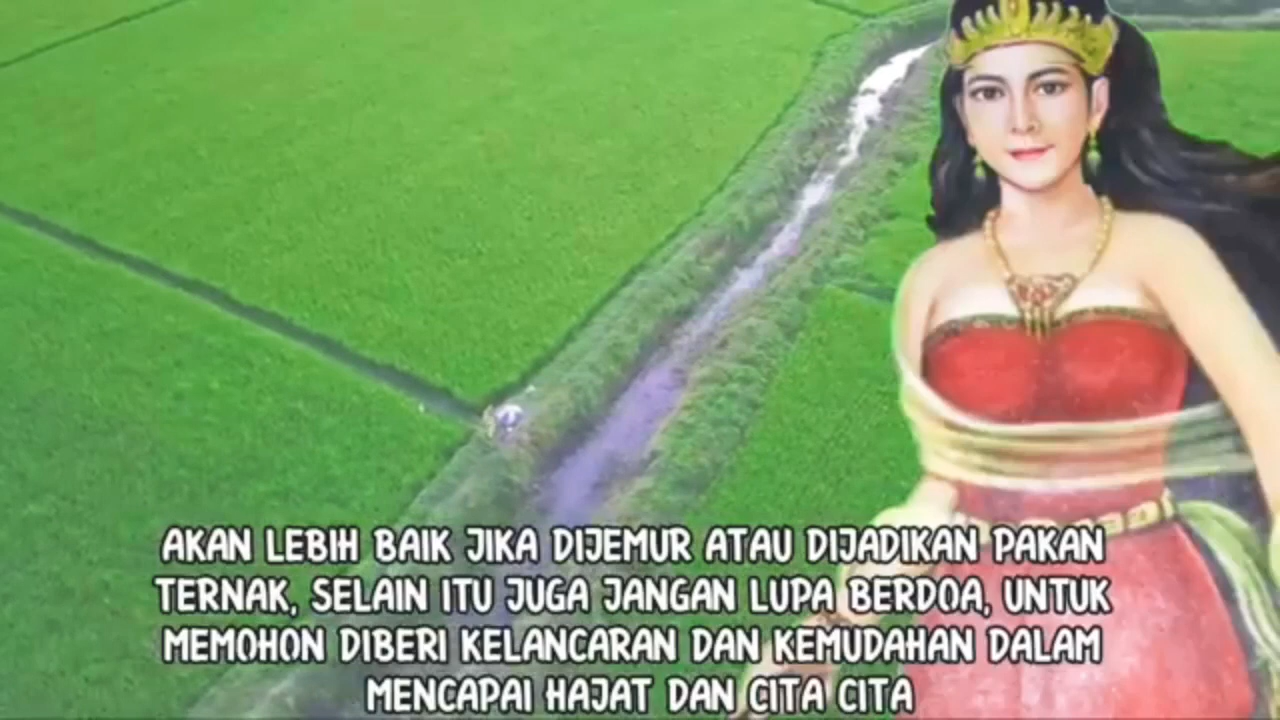 AKAN LEBIH BAIK JIKA DIJEMUR ATAU DIJADIKAN PAKAN
TERNAK, SELAIN ITU JUGA JANGAN LUPA BERDOA, UNTUK
MEMOHON DIBERI KELANCARAN DAN KEMUDAHAN DALAM
MENCAPAI HAJAT DAN CITA CITA